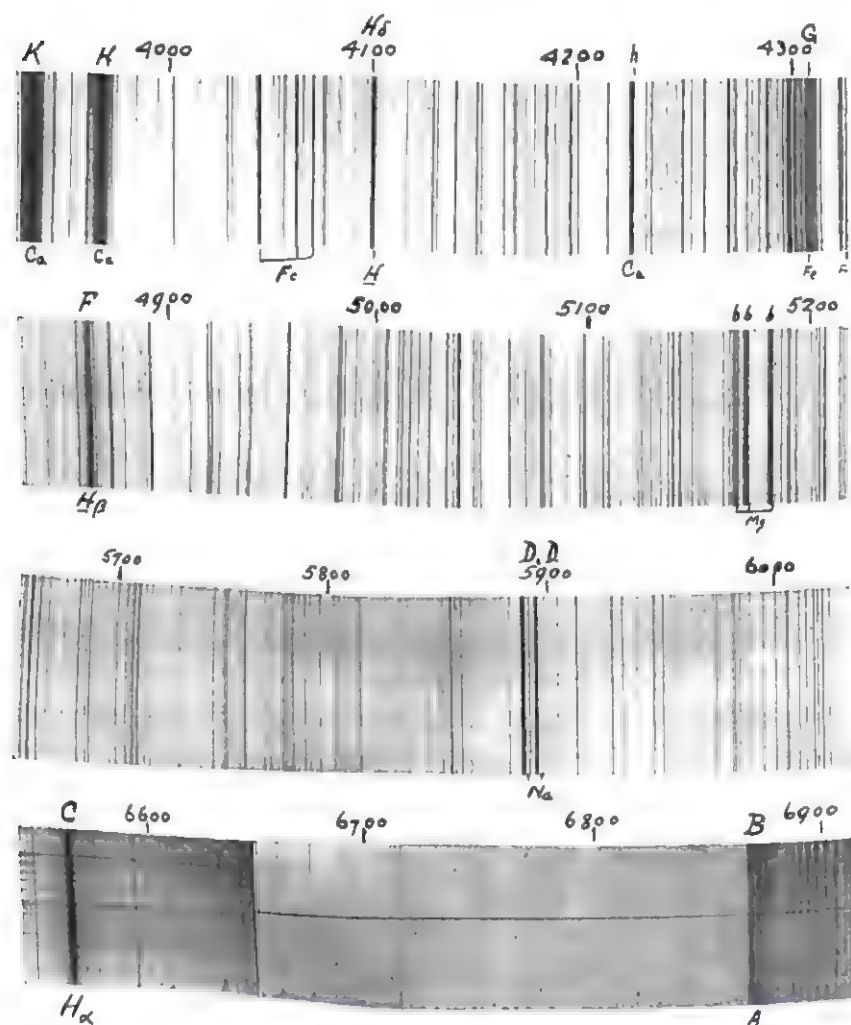 Hδ G
K H 4000 4100 4200 h 4300
Ca Ca Fe H Ca Fe F
F 4900 5000 5100 b b b 5200
Hβ Mg
5700 5800 D.D. 5900 6000
Na
C 6600 6700 6800 B 6900
Hα